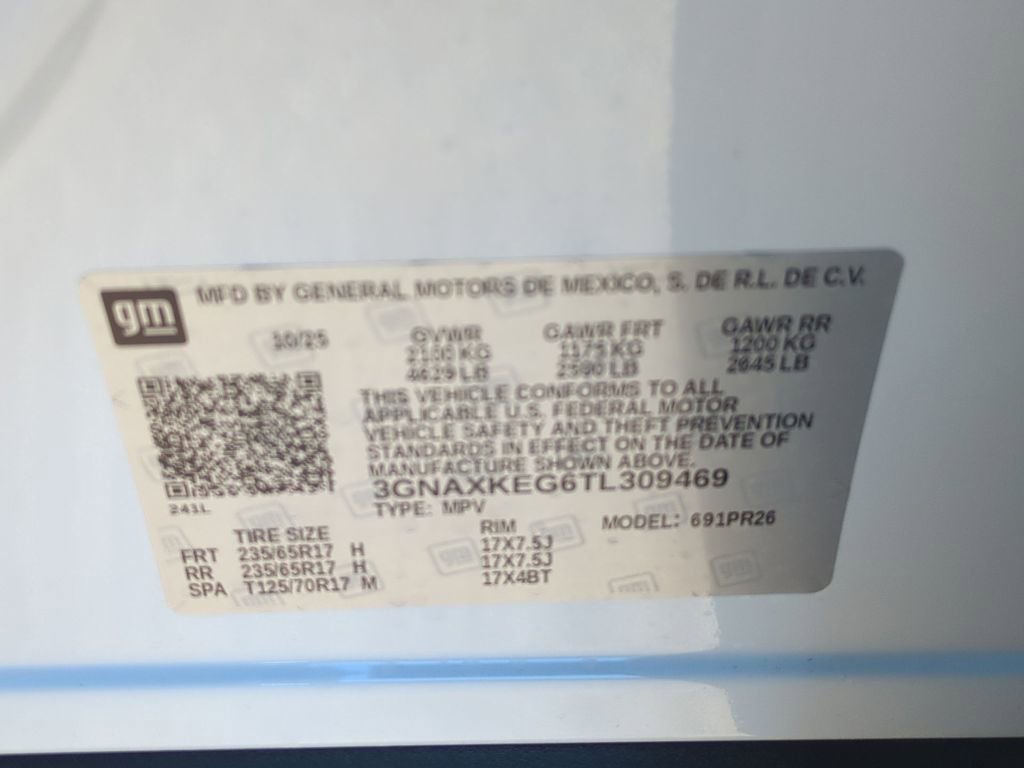 gm
MFD BY GENERAL MOTORS DE MEXICO, S. DE R.L. DE C.V.
10/25 GVWR GAWR FRT GAWR RR
2100 KG 1175 KG 1200 KG
4629 LB 2590 LB 2645 LB
THIS VEHICLE CONFORMS TO ALL
APPLICABLE U.S. FEDERAL MOTOR
VEHICLE SAFETY AND THEFT PREVENTION
STANDARDS IN EFFECT ON THE DATE OF
MANUFACTURE SHOWN ABOVE.
3GNAXKEG6TL309469
241L
TYPE: MPV MODEL: 691PR26
TIRE SIZE RIM
FRT 235/65R17 H 17X7.5J
RR 235/65R17 H 17X7.5J
SPA T125/70R17 M 17X4BT